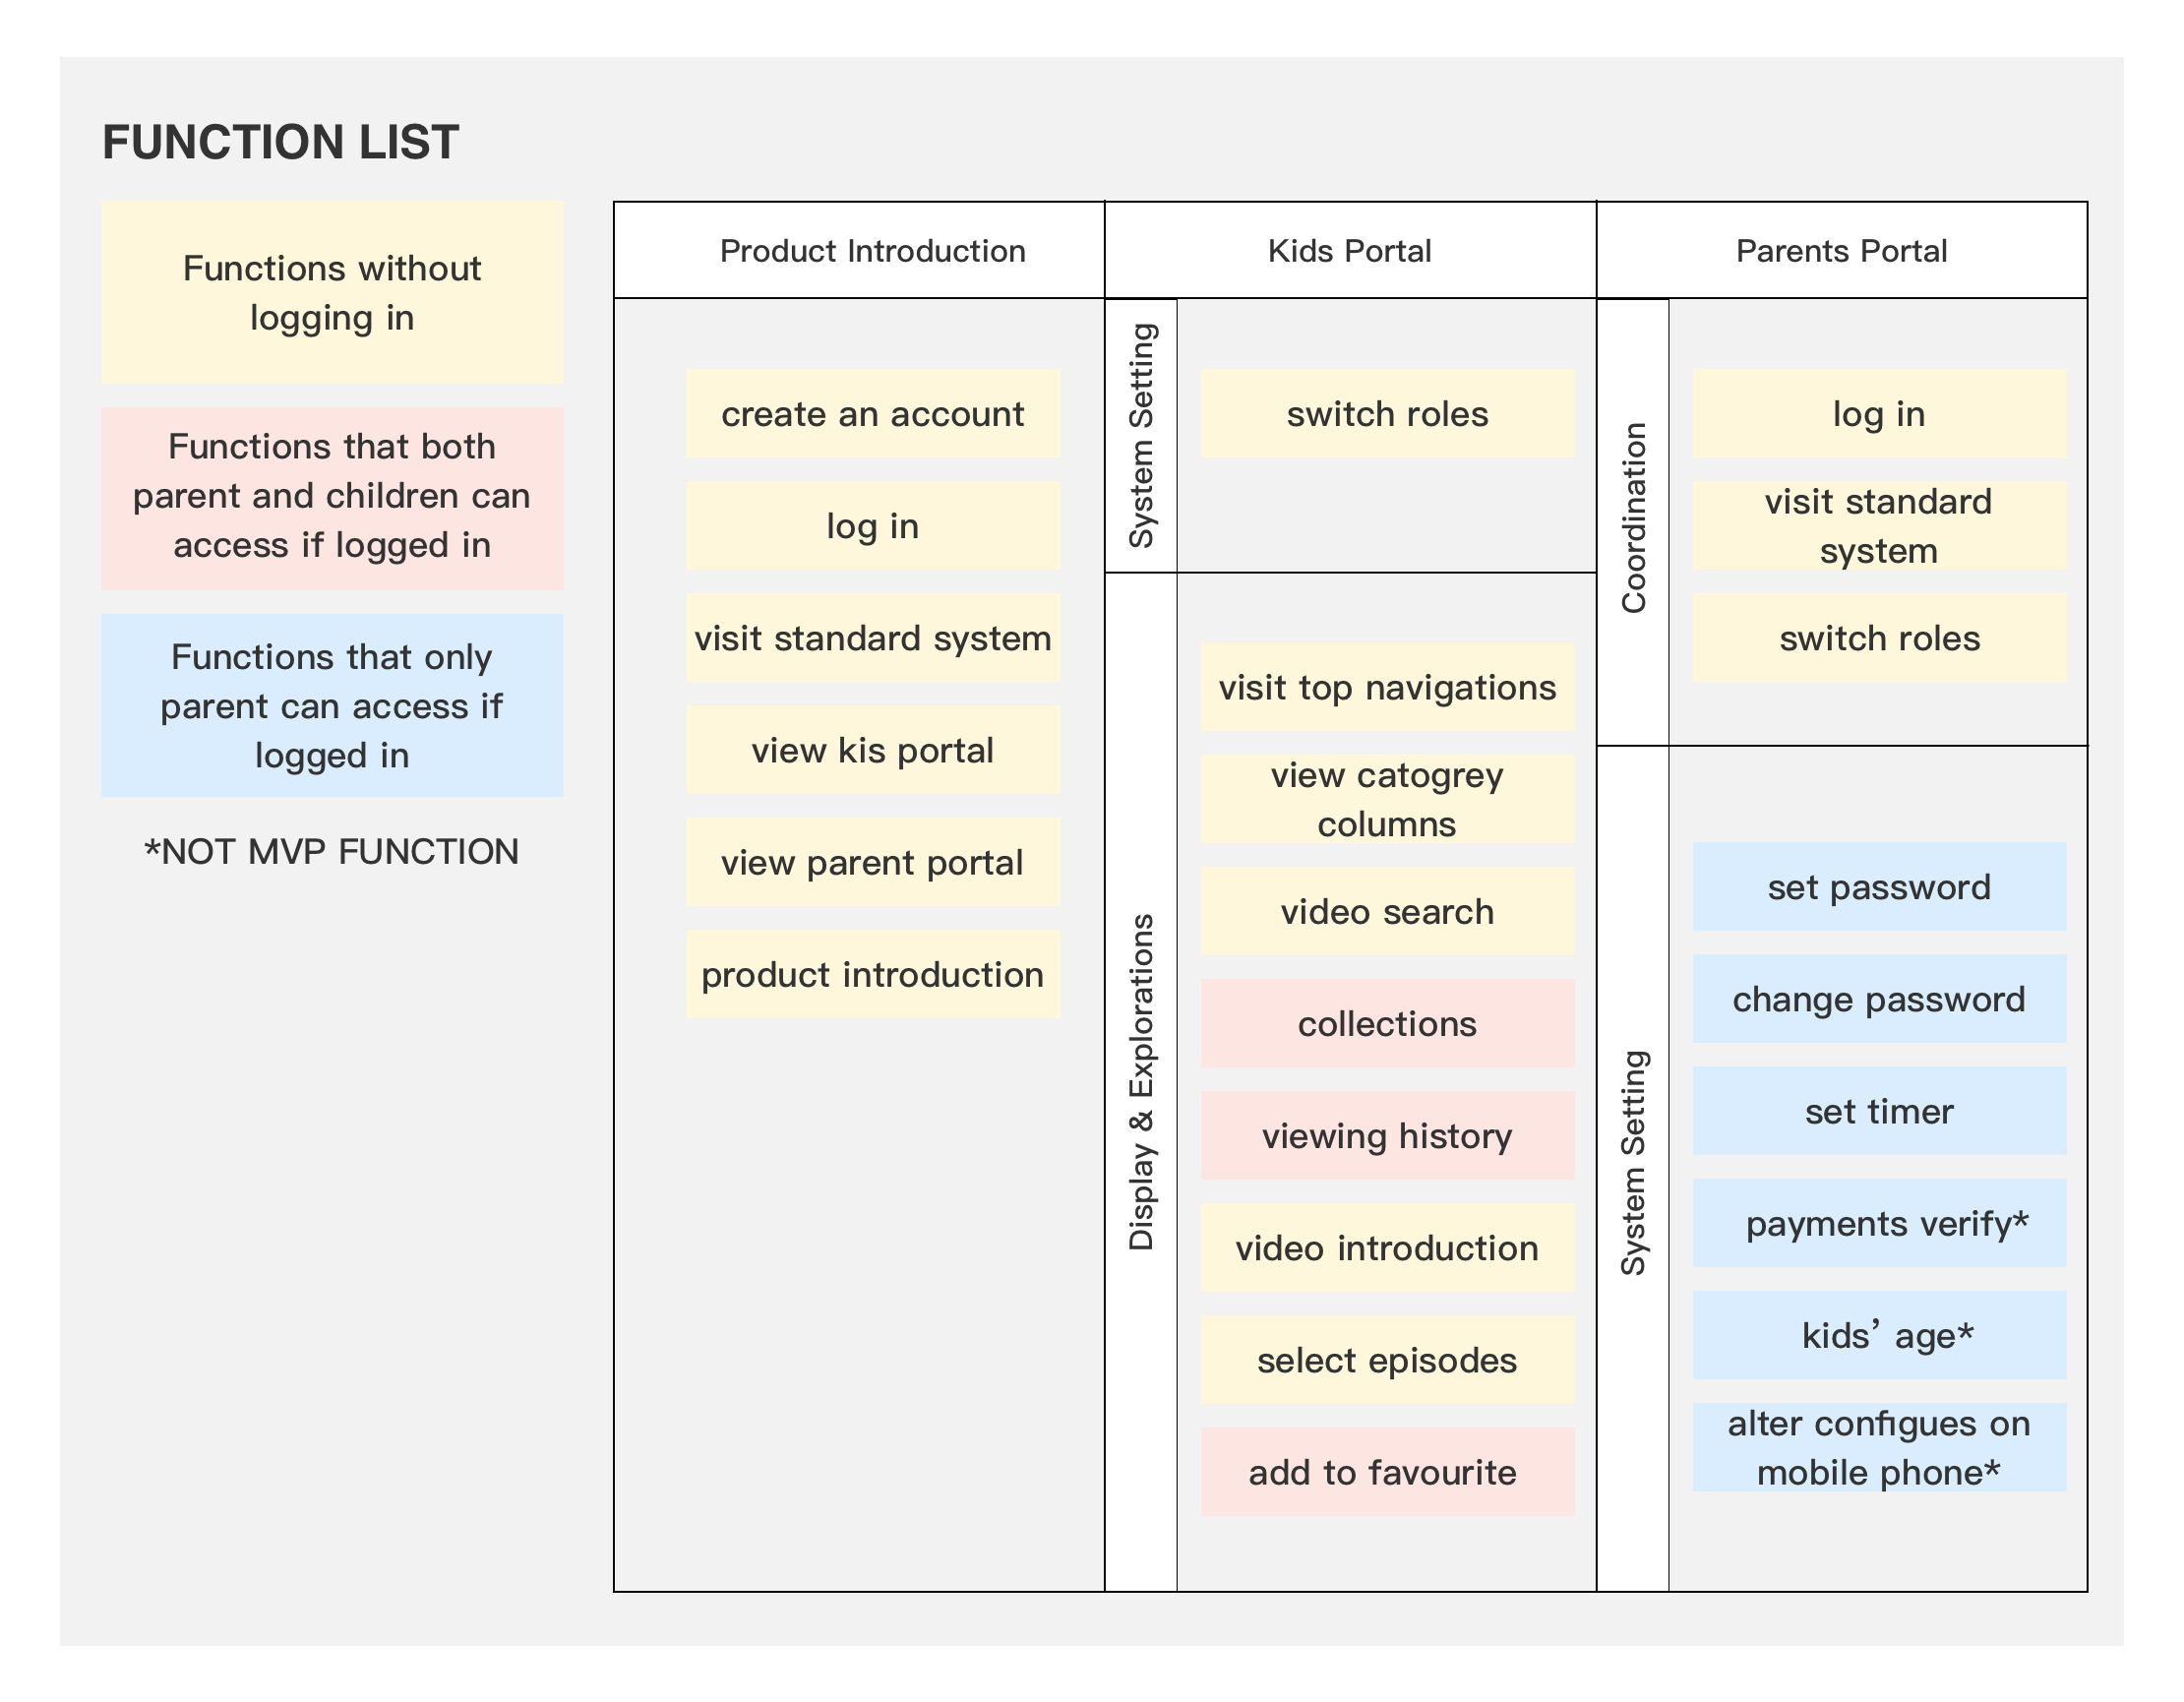 FUNCTION LIST
Functions without
logging in
Functions that both
parent and children can
access if logged in
Functions that only
parent can access if
logged in
*NOT MVP FUNCTION
Product Introduction
create an account
log in
visit standard system
view kis portal
view parent portal
product introduction
Kids Portal
System Setting
switch roles
Display & Explorations
visit top navigations
view catogrey
columns
video search
collections
viewing history
video introduction
select episodes
add to favourite
Parents Portal
Coordination
log in
visit standard
system
switch roles
System Setting
set password
change password
set timer
payments verify*
kids’ age*
alter configues on
mobile phone*